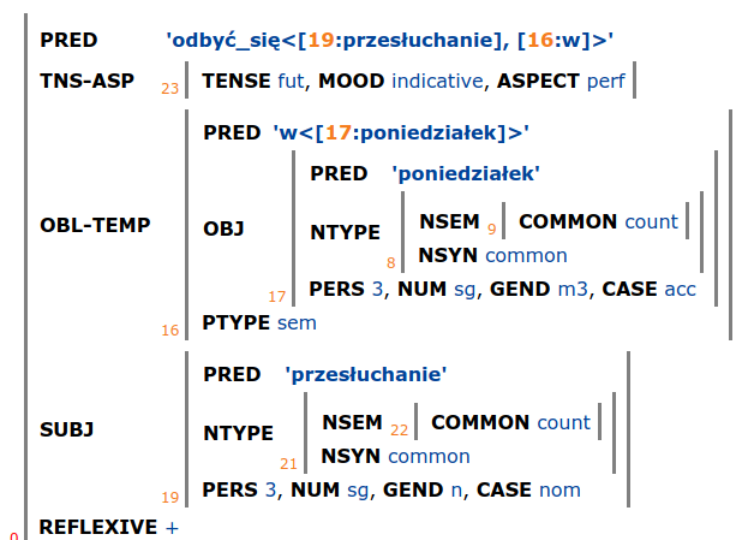 PRED 'odbyć_się<[19:przesłuchanie], [16:w]>'
TNS-ASP 23 TENSE fut, MOOD indicative, ASPECT perf
PRED 'w<[17:poniedziałek]>'
PRED 'poniedziałek'
OBL-TEMP OBJ NTYPE NSEM 9 COMMON count
8 NSYN common
17 PERS 3, NUM sg, GEND m3, CASE acc
16 PTYPE sem
PRED 'przesłuchanie'
SUBJ NTYPE NSEM 22 COMMON count
21 NSYN common
19 PERS 3, NUM sg, GEND n, CASE nom
0 REFLEXIVE +